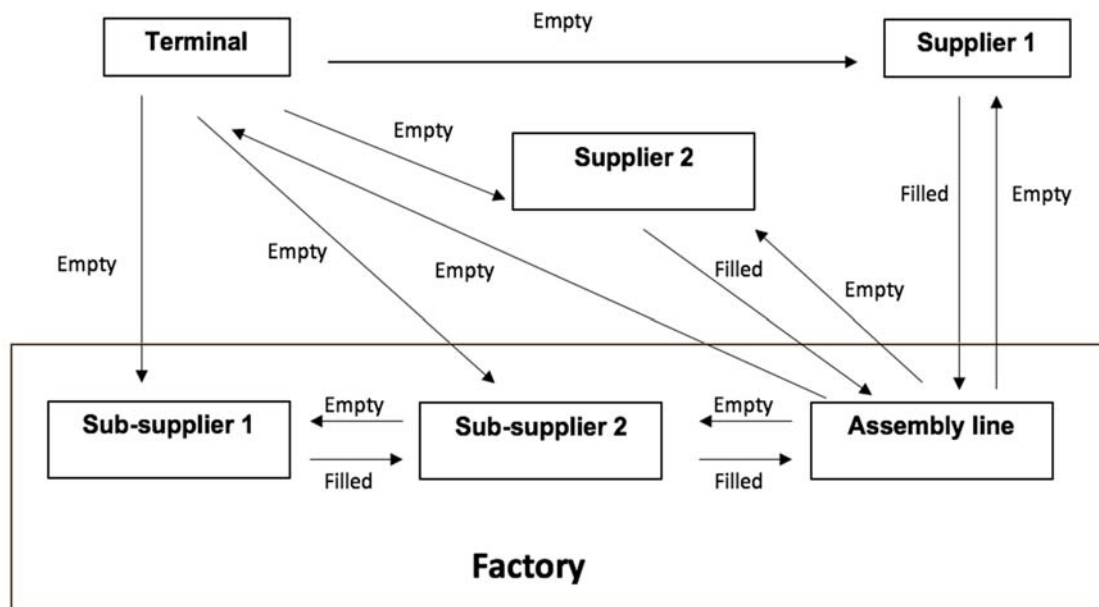 Empty
Terminal
Supplier 1
Empty
Supplier 2
Filled
Empty
Empty
Empty
Empty
Filled
Empty
Sub-supplier 1
Empty
Sub-supplier 2
Empty
Assembly line
Filled
Filled
Factory